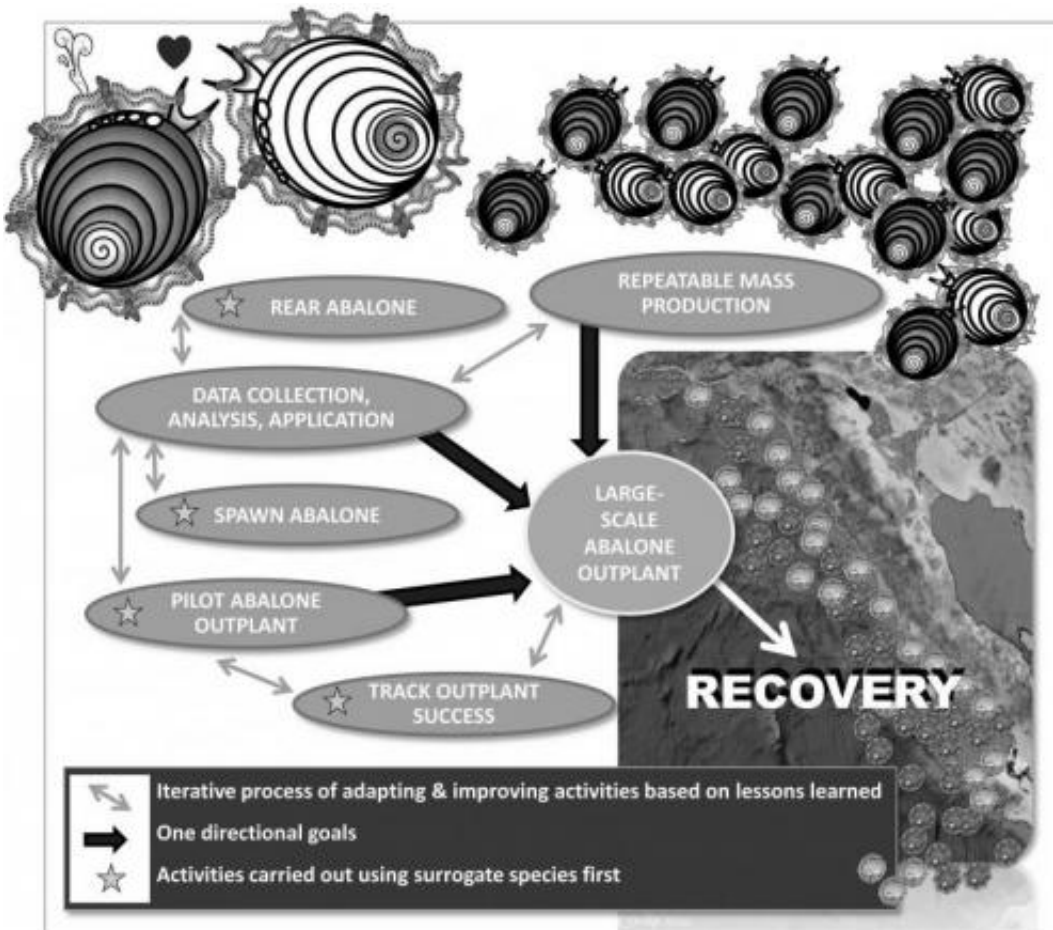 REAR ABALONE
REPEATABLE MASS
PRODUCTION
DATA COLLECTION,
ANALYSIS, APPLICATION
SPAWN ABALONE
LARGE-
SCALE
ABALONE
OUTPLANT
PILOT ABALONE
OUTPLANT
TRACK OUTPLANT
SUCCESS
RECOVERY
Iterative process of adapting & improving activities based on lessons learned
One directional goals
Activities carried out using surrogate species first